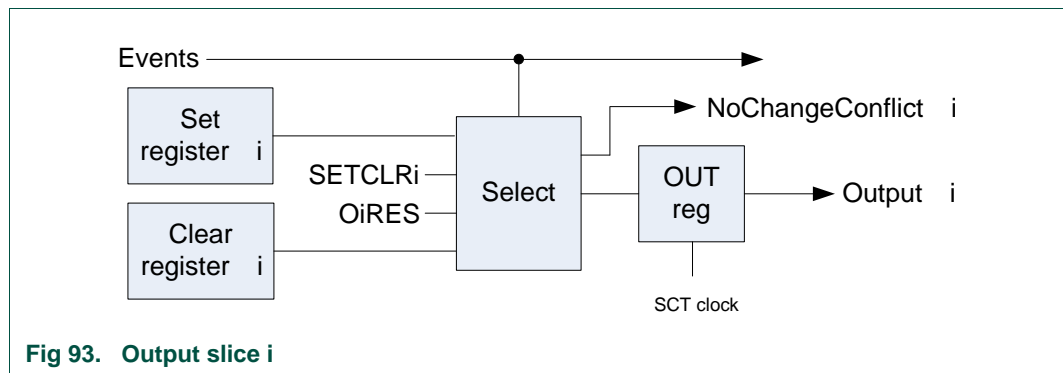 Events
Set
register i
SETCLRi
OiRES
Clear
register i
Select
NoChangeConflict i
OUT
reg
Output i
SCT clock
Fig 93. Output slice i